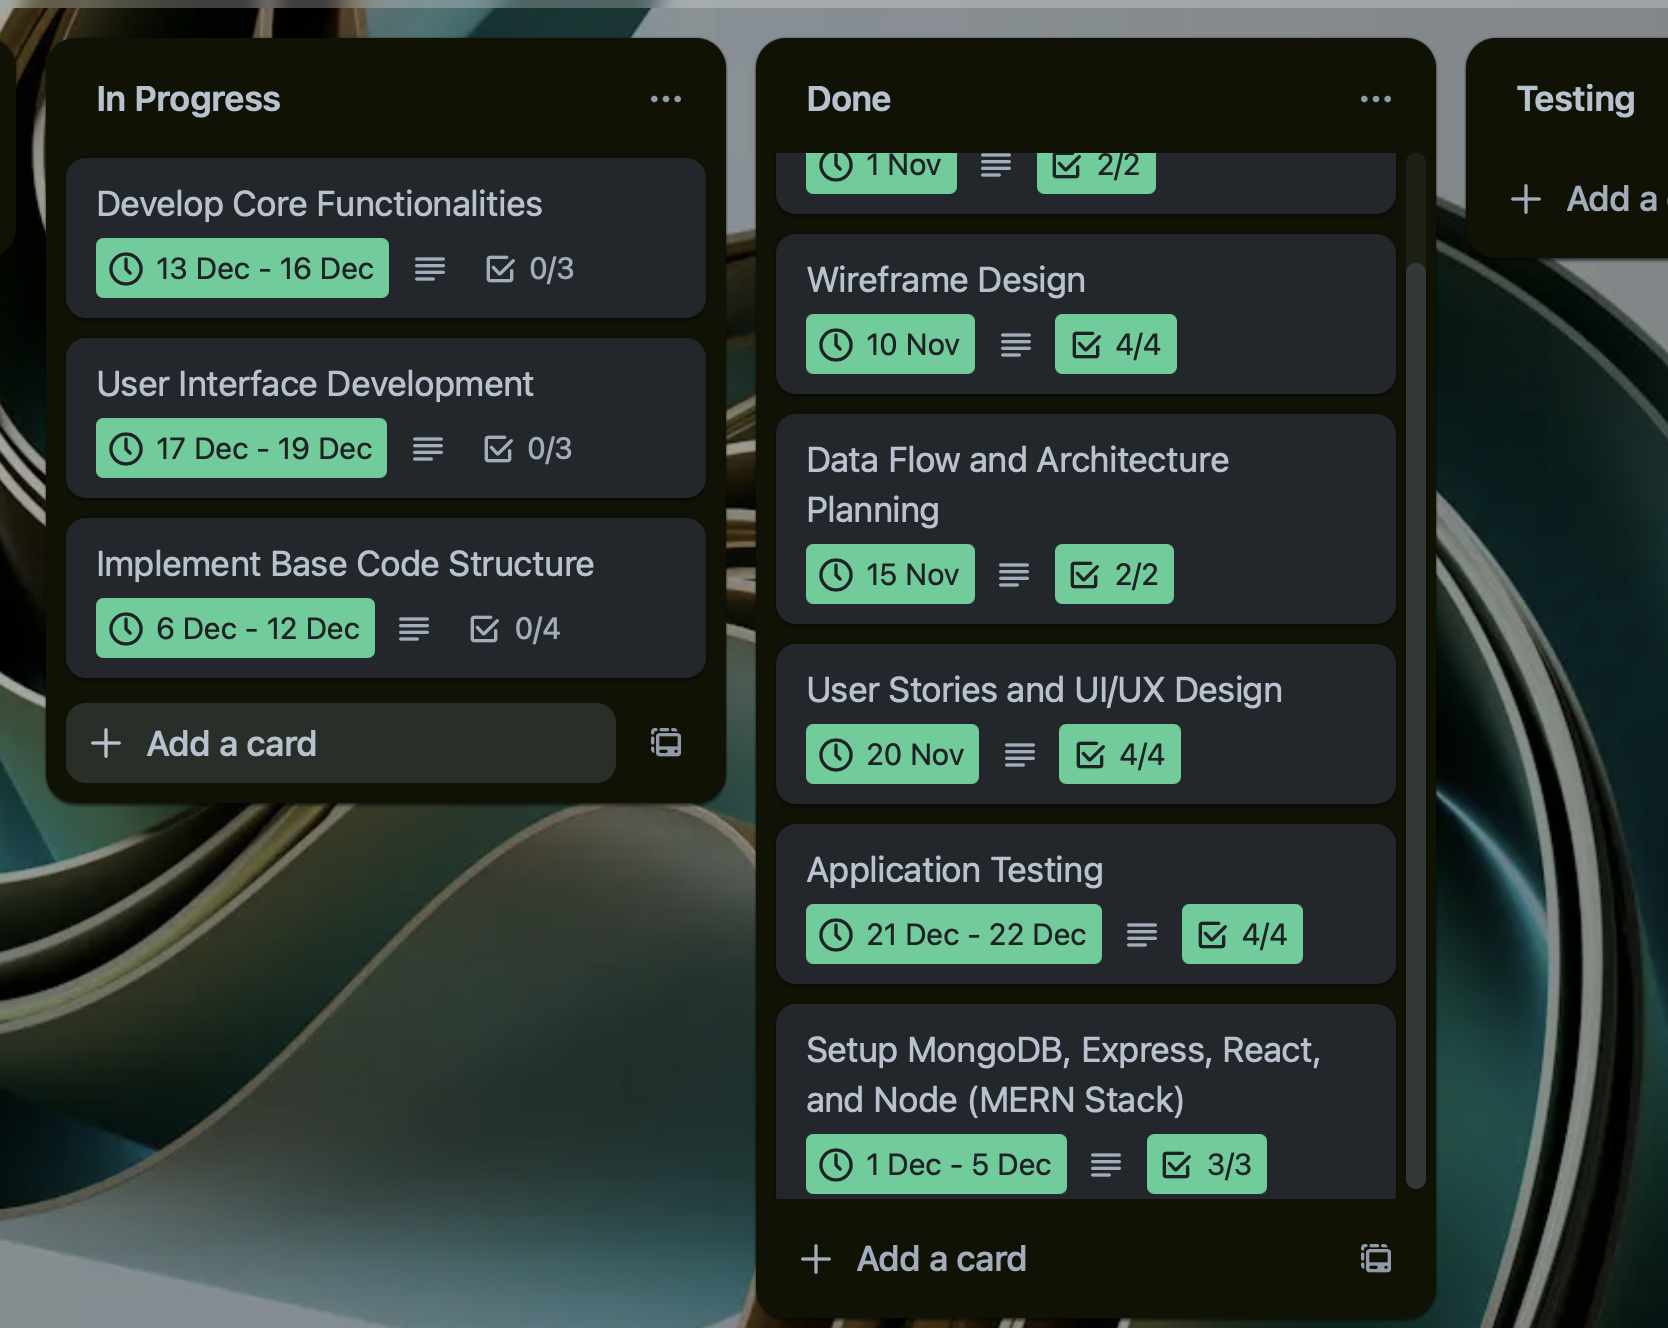 In Progress
Develop Core Functionalities
13 Dec - 16 Dec 0/3
User Interface Development
17 Dec - 19 Dec 0/3
Implement Base Code Structure
6 Dec - 12 Dec 0/4
Add a card
Done
1 Nov 2/2
Wireframe Design
10 Nov 4/4
Data Flow and Architecture
Planning
15 Nov 2/2
User Stories and UI/UX Design
20 Nov 4/4
Application Testing
21 Dec - 22 Dec 4/4
Setup MongoDB, Express, React,
and Node (MERN Stack)
1 Dec - 5 Dec 3/3
Add a card
Testing
Add a